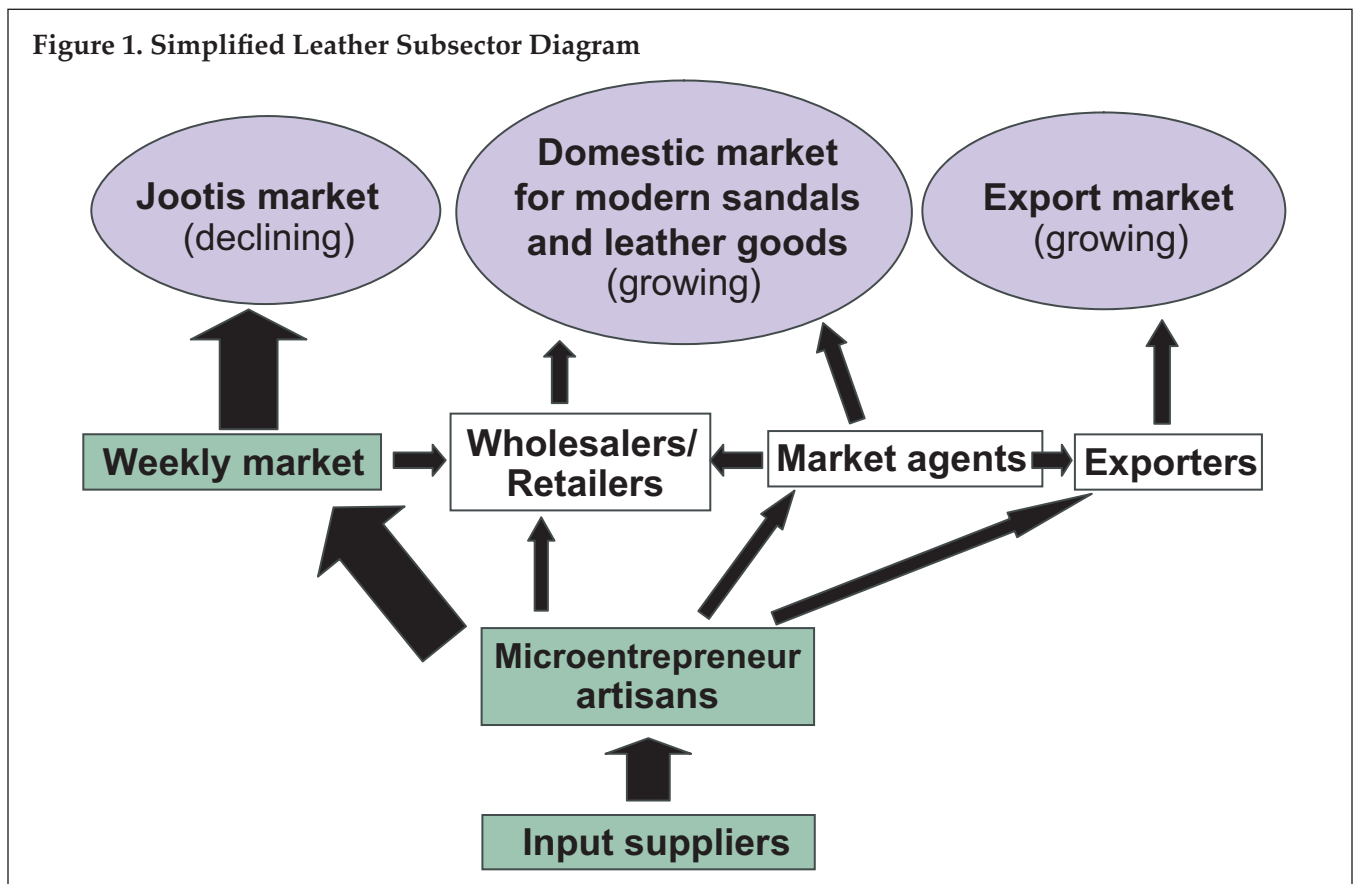 Figure 1. Simplified Leather Subsector Diagram
Jootis market
(declining)
Domestic market
for modern sandals
and leather goods
(growing)
Export market
(growing)
Weekly market
Wholesalers/
Retailers
Market agents
Exporters
Microentrepreneur
artisans
Input suppliers